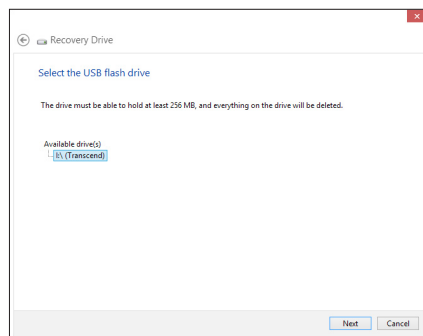 Recovery Drive
Select the USB flash drive
The drive must be able to hold at least 256 MB, and everything on the drive will be deleted.
Available drive(s)
I:\ (Transcend)
Next Cancel